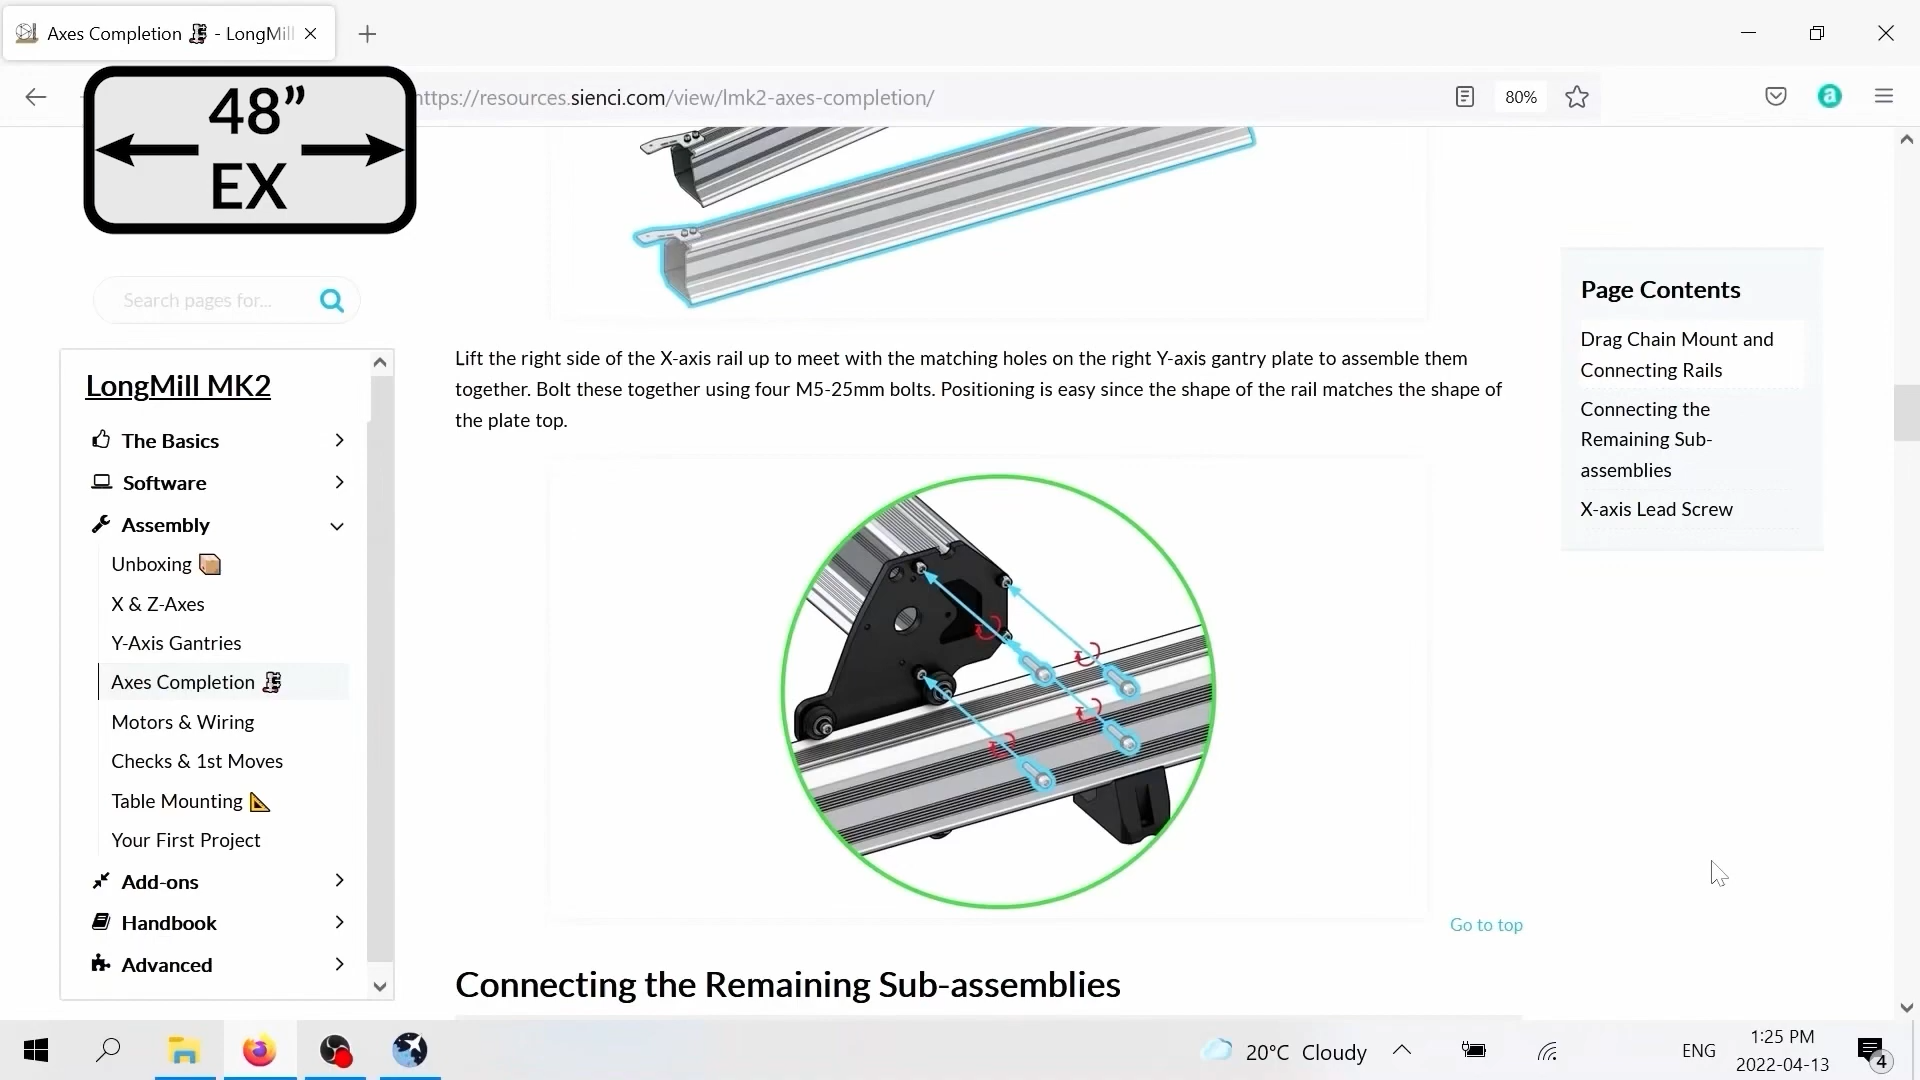 Axes Completion - LongMill
48”
EX
https://resources.sienci.com/view/lmk2-axes-completion/
80%
Search pages for...
LongMill MK2
The Basics
Software
Assembly
Unboxing
X & Z-Axes
Y-Axis Gantries
Axes Completion
Motors & Wiring
Checks & 1st Moves
Table Mounting
Your First Project
Add-ons
Handbook
Advanced
Lift the right side of the X-axis rail up to meet with the matching holes on the right Y-axis gantry plate to assemble them
together. Bolt these together using four M5-25mm bolts. Positioning is easy since the shape of the rail matches the shape of
the plate top.
Go to top
Connecting the Remaining Sub-assemblies
Page Contents
Drag Chain Mount and
Connecting Rails
Connecting the
Remaining Sub-
assemblies
X-axis Lead Screw
20°C Cloudy
ENG
1:25 PM
2022-04-13
4